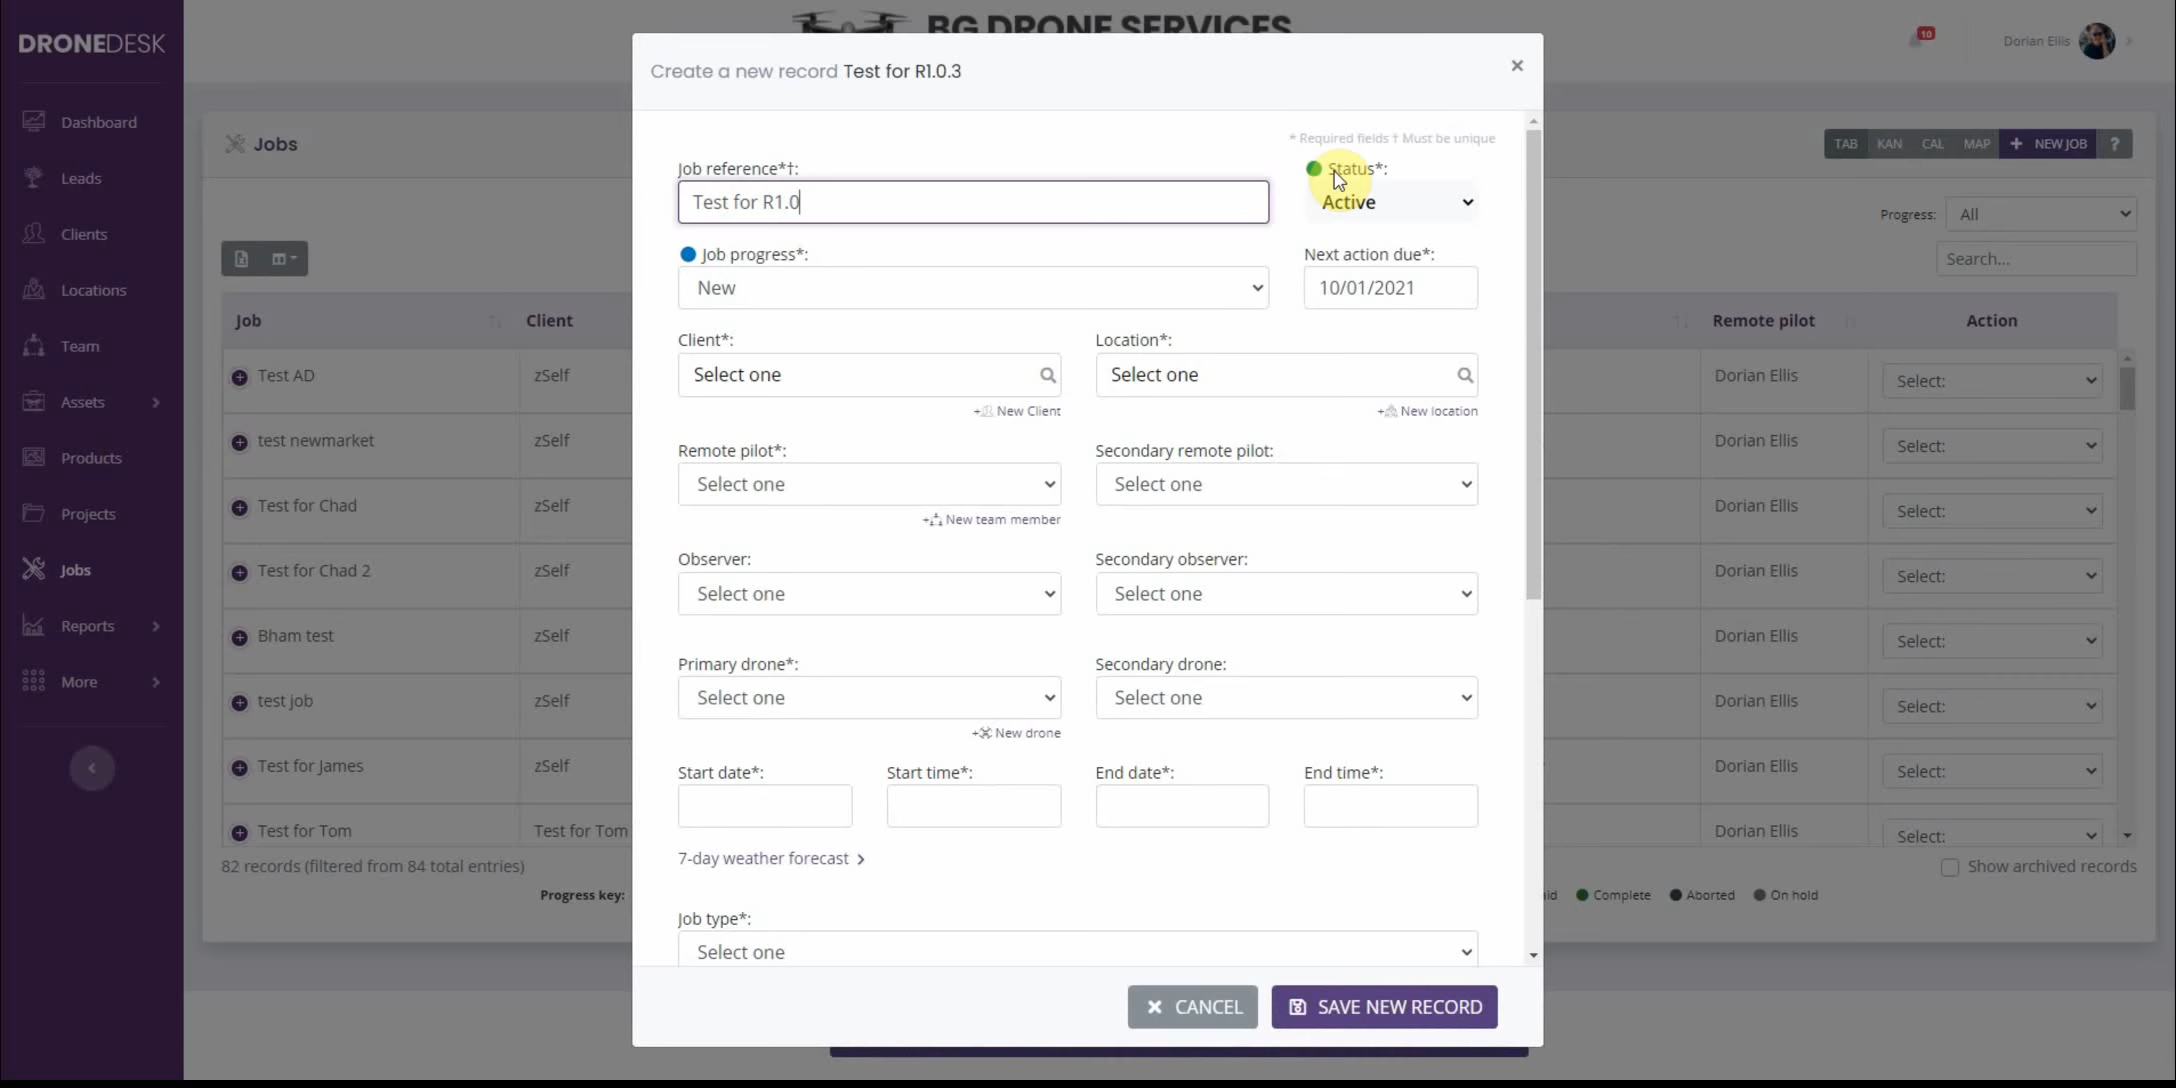 DRONEDESK
BG DRONE SERVICES
10
Dorian Ellis
Dashboard
Leads
Clients
Locations
Team
Assets
Products
Projects
Jobs
Reports
More
Jobs
TAB KAN CAL MAP + NEW JOB ?
Progress: All
Search...
Job Client Remote pilot Action
Test AD zSelf Dorian Ellis Select:
test newmarket zSelf Dorian Ellis Select:
Test for Chad zSelf Dorian Ellis Select:
Test for Chad 2 zSelf Dorian Ellis Select:
Bham test zSelf Dorian Ellis Select:
test job zSelf Dorian Ellis Select:
Test for James zSelf Dorian Ellis Select:
Test for Tom Test for Tom Dorian Ellis Select:
82 records (filtered from 84 total entries) Show archived records
Progress key: Complete Aborted On hold
Create a new record Test for R1.0.3 ×
* Required fields † Must be unique
Job reference*†: Status*:
Test for R1.0 Active
Job progress*: Next action due*:
New 10/01/2021
Client*: Location*:
Select one Select one
+ New Client + New location
Remote pilot*: Secondary remote pilot:
Select one Select one
+ New team member
Observer: Secondary observer:
Select one Select one
Primary drone*: Secondary drone:
Select one Select one
+ New drone
Start date*: Start time*: End date*: End time*:
7-day weather forecast >
Job type*:
Select one
CANCEL SAVE NEW RECORD